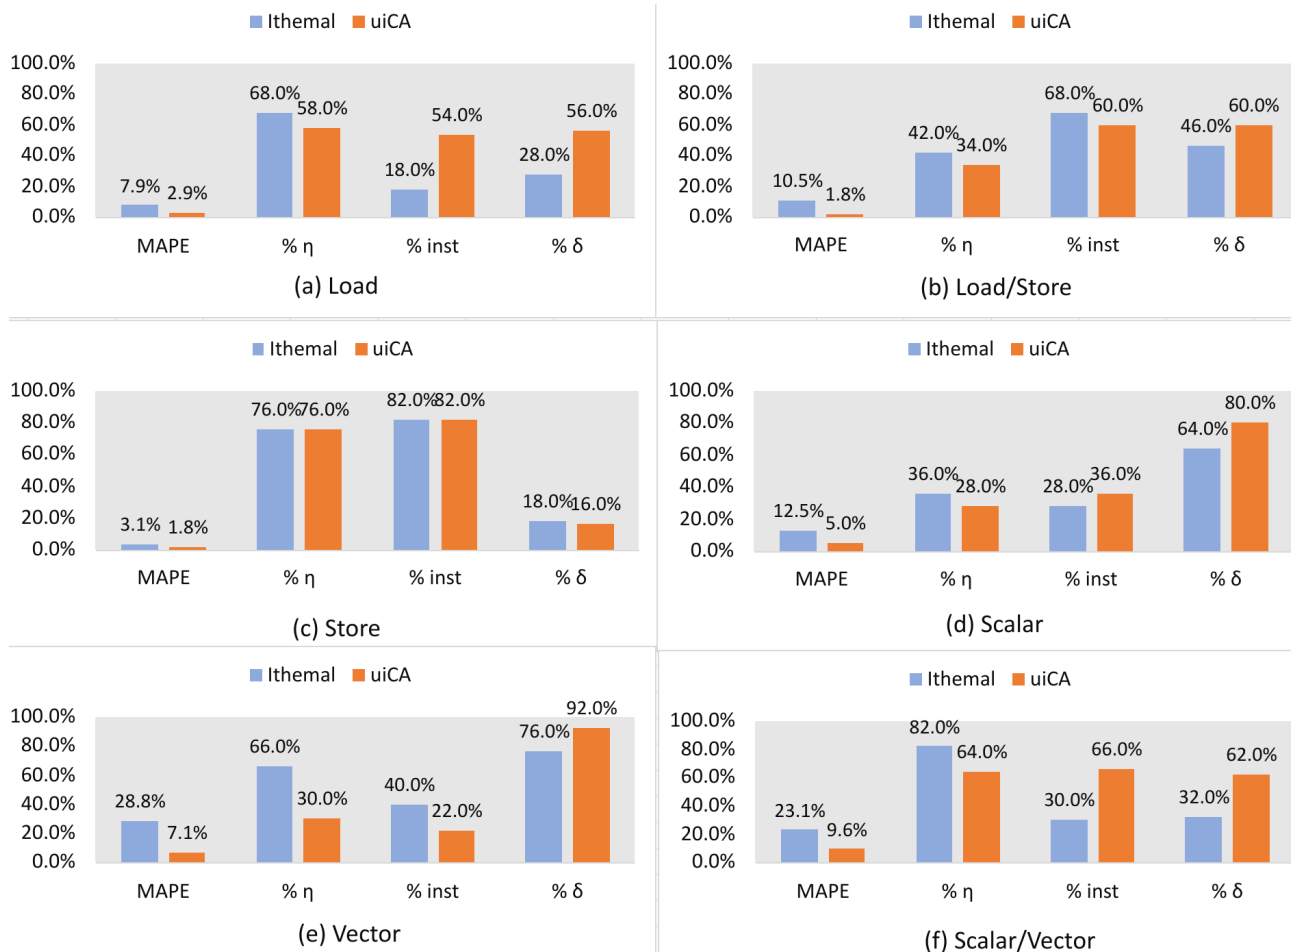 Ithemal uiCA
100.0%
80.0%
60.0%
40.0%
20.0%
0.0%
7.9% 2.9% 68.0% 58.0% 18.0% 54.0% 28.0% 56.0%
MAPE % η % inst % δ
(a) Load
Ithemal uiCA
100.0%
80.0%
60.0%
40.0%
20.0%
0.0%
10.5% 1.8% 42.0% 34.0% 68.0% 60.0% 46.0% 60.0%
MAPE % η % inst % δ
(b) Load/Store
Ithemal uiCA
100.0%
80.0%
60.0%
40.0%
20.0%
0.0%
3.1% 1.8% 76.0% 76.0% 82.0% 82.0% 18.0% 16.0%
MAPE % η % inst % δ
(c) Store
Ithemal uiCA
100.0%
80.0%
60.0%
40.0%
20.0%
0.0%
12.5% 5.0% 36.0% 28.0% 28.0% 36.0% 64.0% 80.0%
MAPE % η % inst % δ
(d) Scalar
Ithemal uiCA
100.0%
80.0%
60.0%
40.0%
20.0%
0.0%
28.8% 7.1% 66.0% 30.0% 40.0% 22.0% 76.0% 92.0%
MAPE % η % inst % δ
(e) Vector
Ithemal uiCA
100.0%
80.0%
60.0%
40.0%
20.0%
0.0%
23.1% 9.6% 82.0% 64.0% 30.0% 66.0% 32.0% 62.0%
MAPE % η % inst % δ
(f) Scalar/Vector